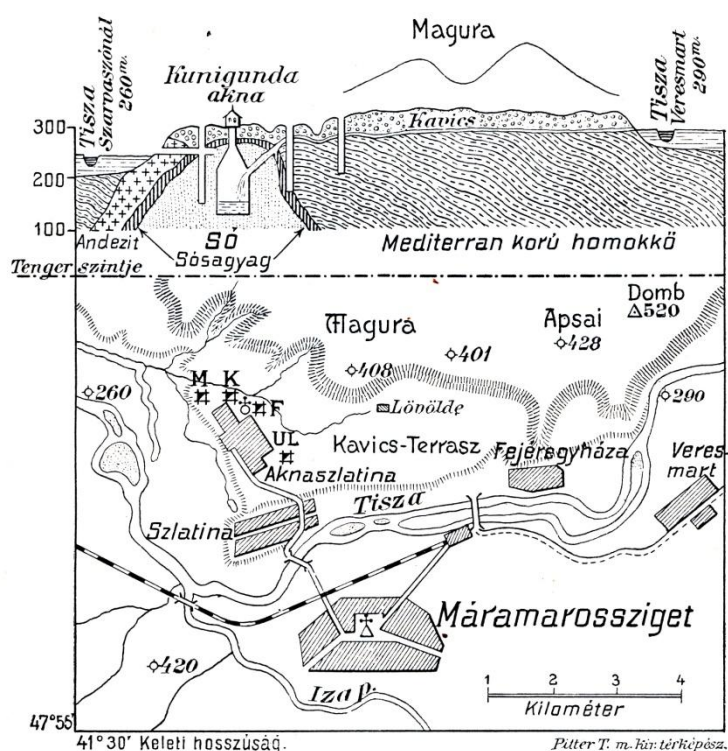 Magura
Kunigunda
akna
Tisza
Szarvaszónál
260 m.
Tisza
Veresmart
290 m.
Kavics
300
200
100
Andezit
Só
Sósagyag
Mediterran korú homokkő
Tenger szintje
Domb
△520
Magura
Apsai
428
401
408
M K
F
UL
260
290
Lövölde
Kavics-Terrasz
Fejéregyháza
Veres-
mart
Aknaszlatina
Tisza
Szlatina
Máramarossziget
420
Iza p.
1 2 3 4
Kilométer
47°55'
41°30' Keleti hosszúság.
Pitter T. m. kir. térképész.